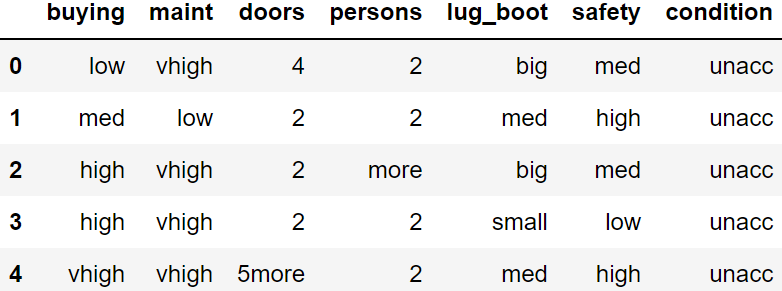 buying maint doors persons lug_boot safety condition
0 low vhigh 4 2 big med unacc
1 med low 2 2 med high unacc
2 high vhigh 2 more big med unacc
3 high vhigh 2 2 small low unacc
4 vhigh vhigh 5more 2 med high unacc